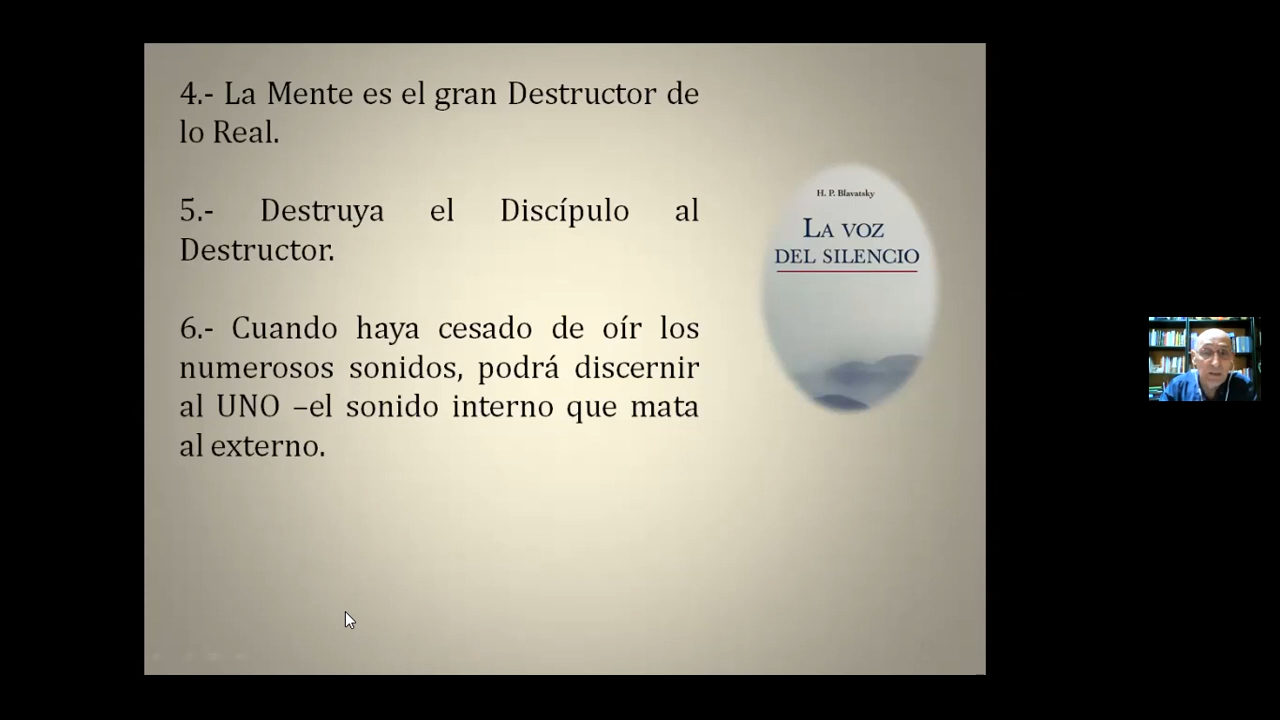 4.- La Mente es el gran Destructor de
lo Real.
5.- Destruya el Discípulo al
Destructor.
6.- Cuando haya cesado de oír los
numerosos sonidos, podrá discernir
al UNO –el sonido interno que mata
al externo.
H. P. Blavatsky
LA VOZ
DEL SILENCIO